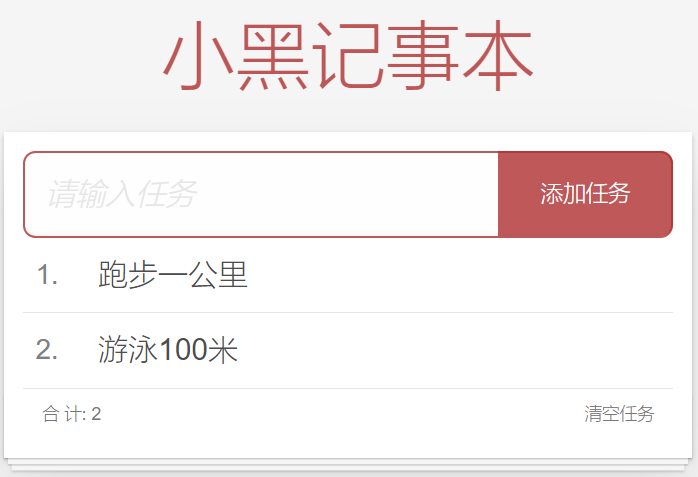 小黑记事本
请输入任务
添加任务
1. 跑步一公里
2. 游泳100米
合 计: 2
清空任务